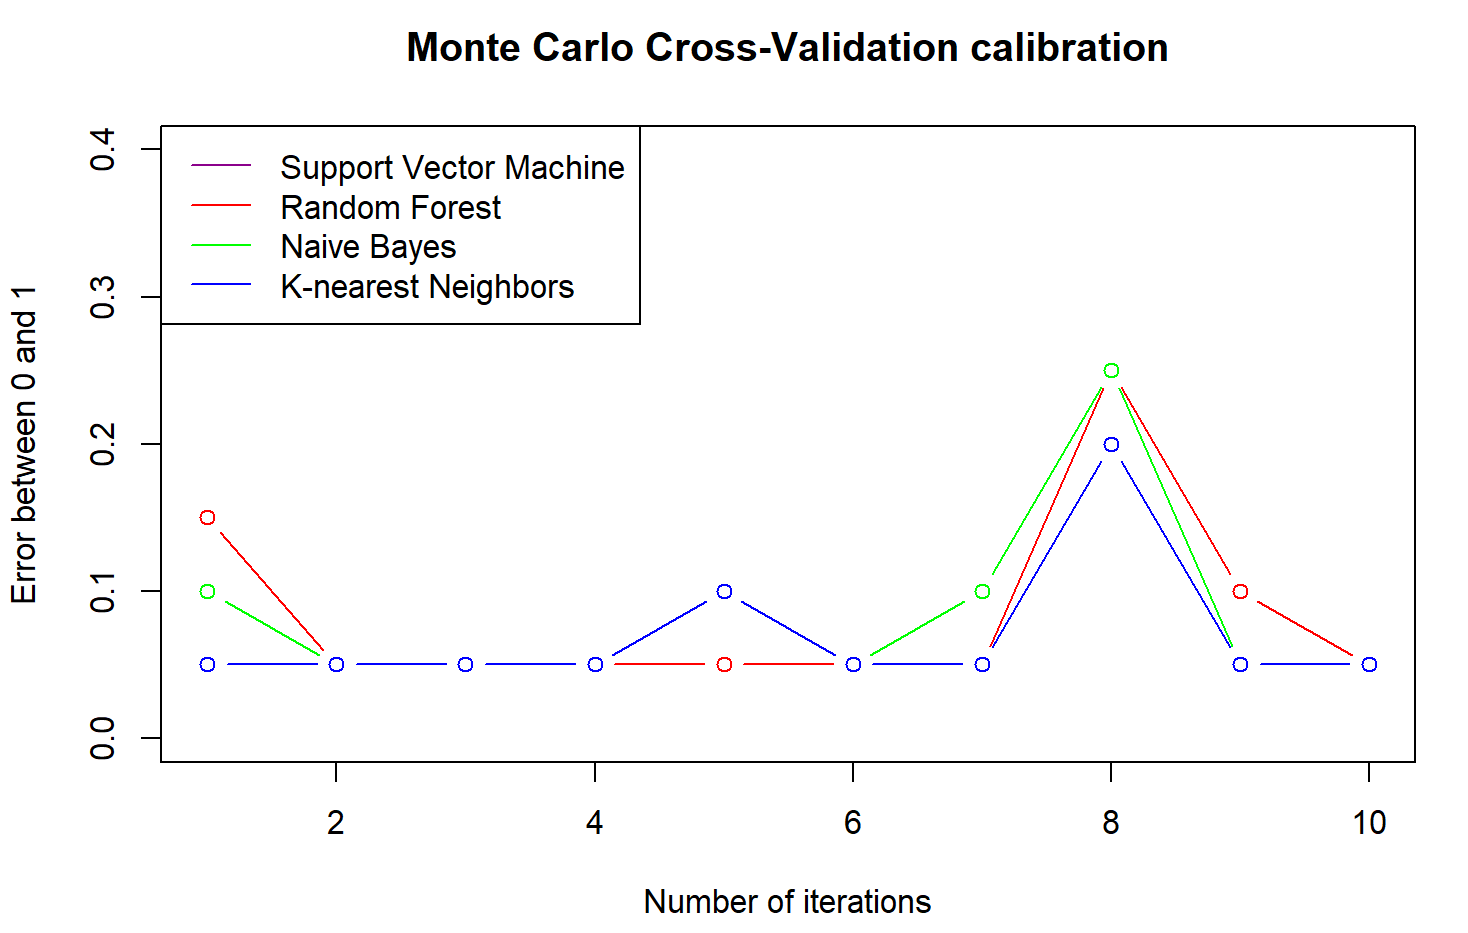 Monte Carlo Cross-Validation calibration
Support Vector Machine
Random Forest
Naive Bayes
K-nearest Neighbors
Error between 0 and 1
0.4
0.3
0.2
0.1
0.0
2 4 6 8 10
Number of iterations